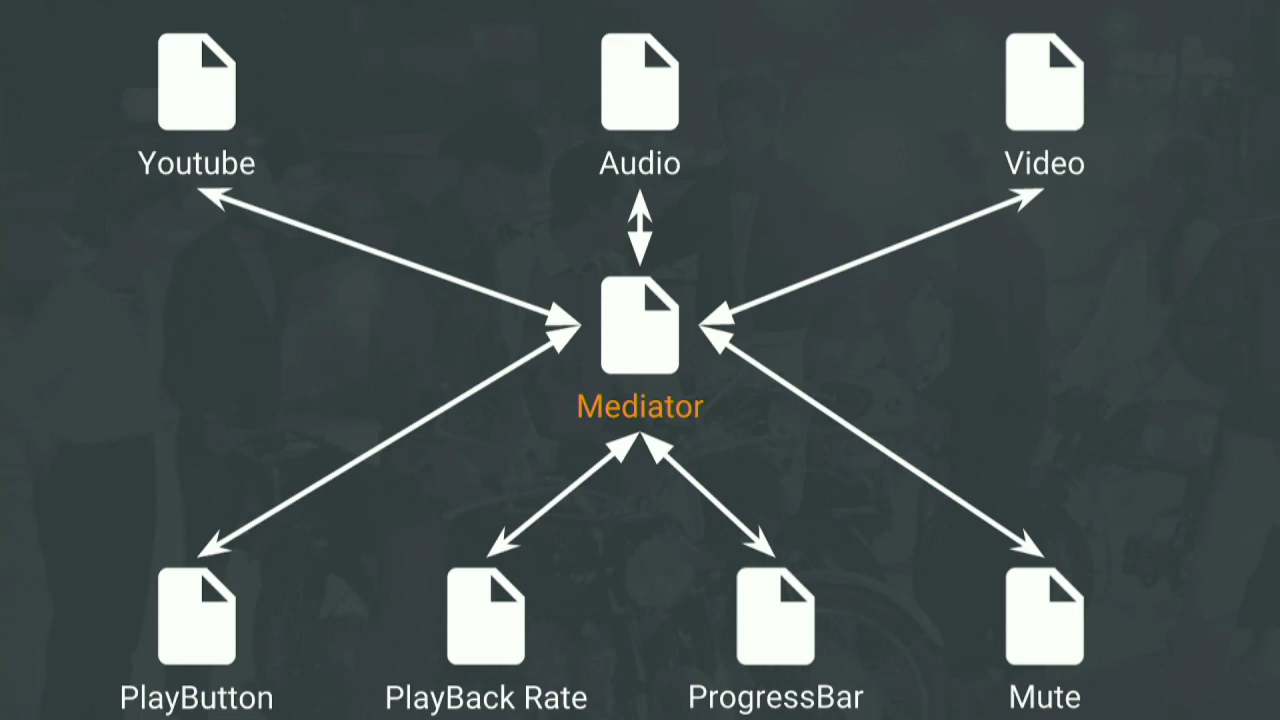 Youtube
Audio
Video
Mediator
PlayButton
PlayBack Rate
ProgressBar
Mute